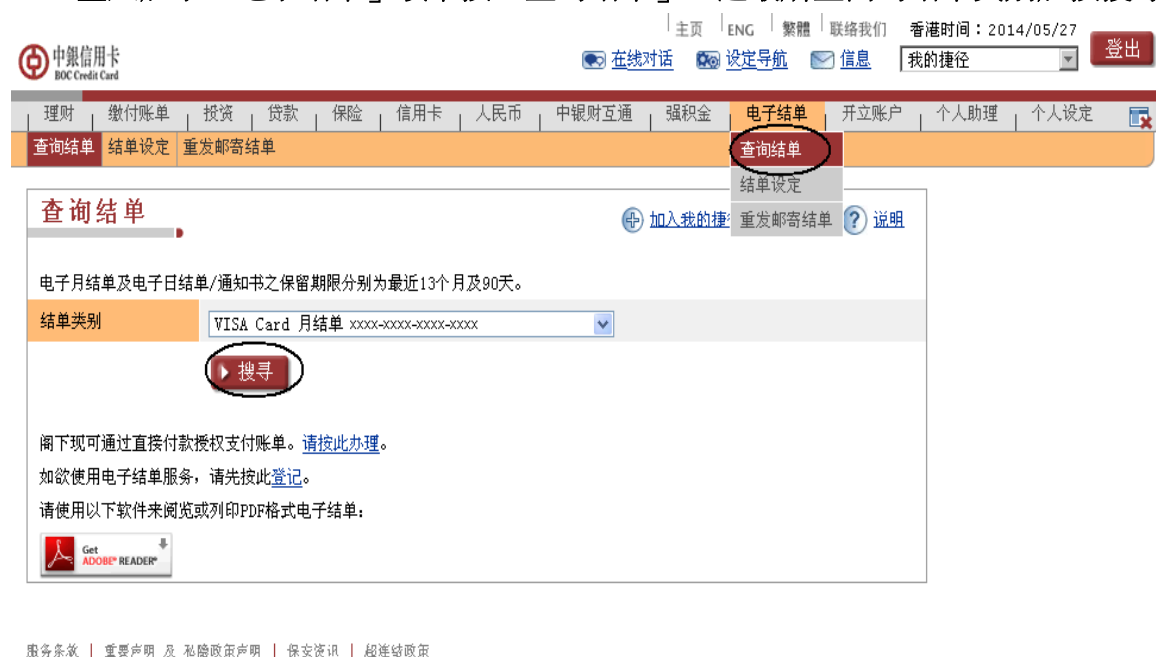 主页 ENG 繁體 联络我们 香港时间：2014/05/27
中銀信用卡
BOC Credit Card
在线对话 设定导航 信息 我的捷径 登出
理财 缴付账单 投资 贷款 保险 信用卡 人民币 中银财互通 强积金 电子结单 开立账户 个人助理 个人设定
查询结单 结单设定 重发邮寄结单
查询结单
结单设定
重发邮寄结单
查询结单
加入我的捷 说明
电子月结单及电子日结单/通知书之保留期限分别为最近13个月及90天。
结单类别 VISA Card 月结单 xxxx-xxxx-xxxx-xxxx
搜寻
阁下现可通过直接付款授权支付账单。请按此办理。
如欲使用电子结单服务，请先按此登记。
请使用以下软件来阅览或列印PDF格式电子结单：
Get
ADOBE® READER®
服务条款 | 重要声明 及 私隐政策声明 | 保安资讯 | 超连结政策